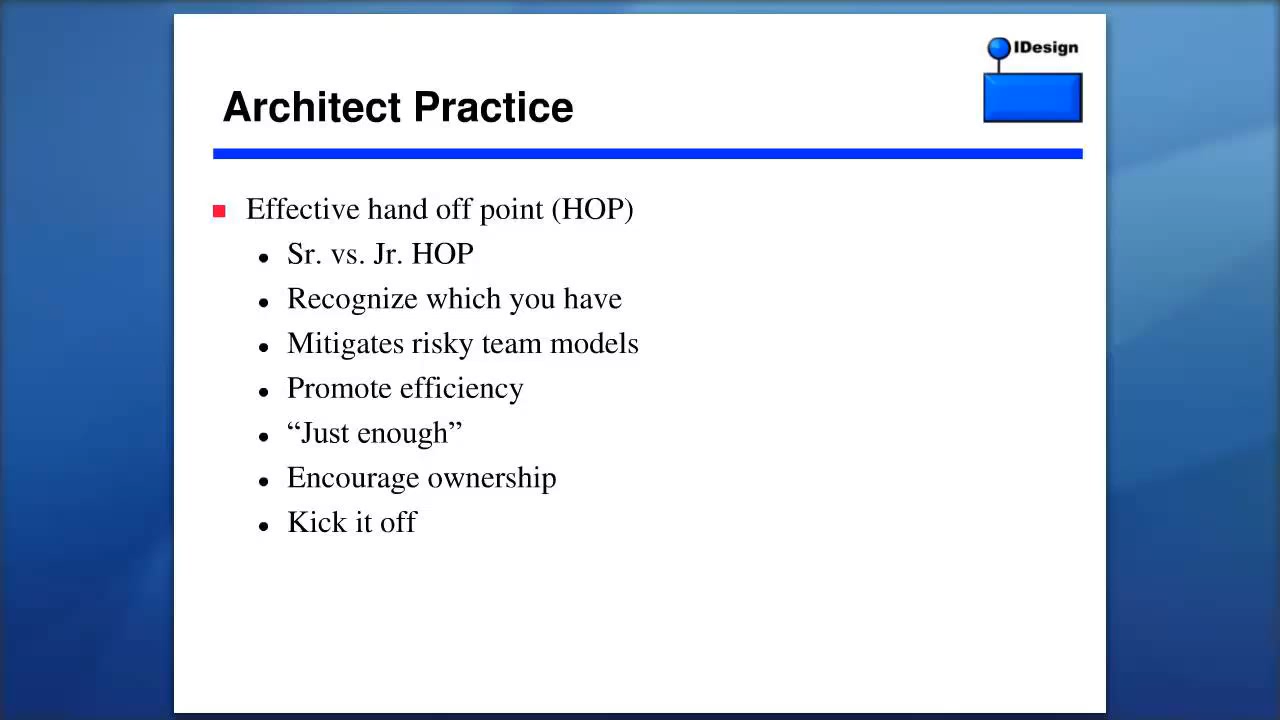 IDesign
Architect Practice
Effective hand off point (HOP)
Sr. vs. Jr. HOP
Recognize which you have
Mitigates risky team models
Promote efficiency
“Just enough”
Encourage ownership
Kick it off